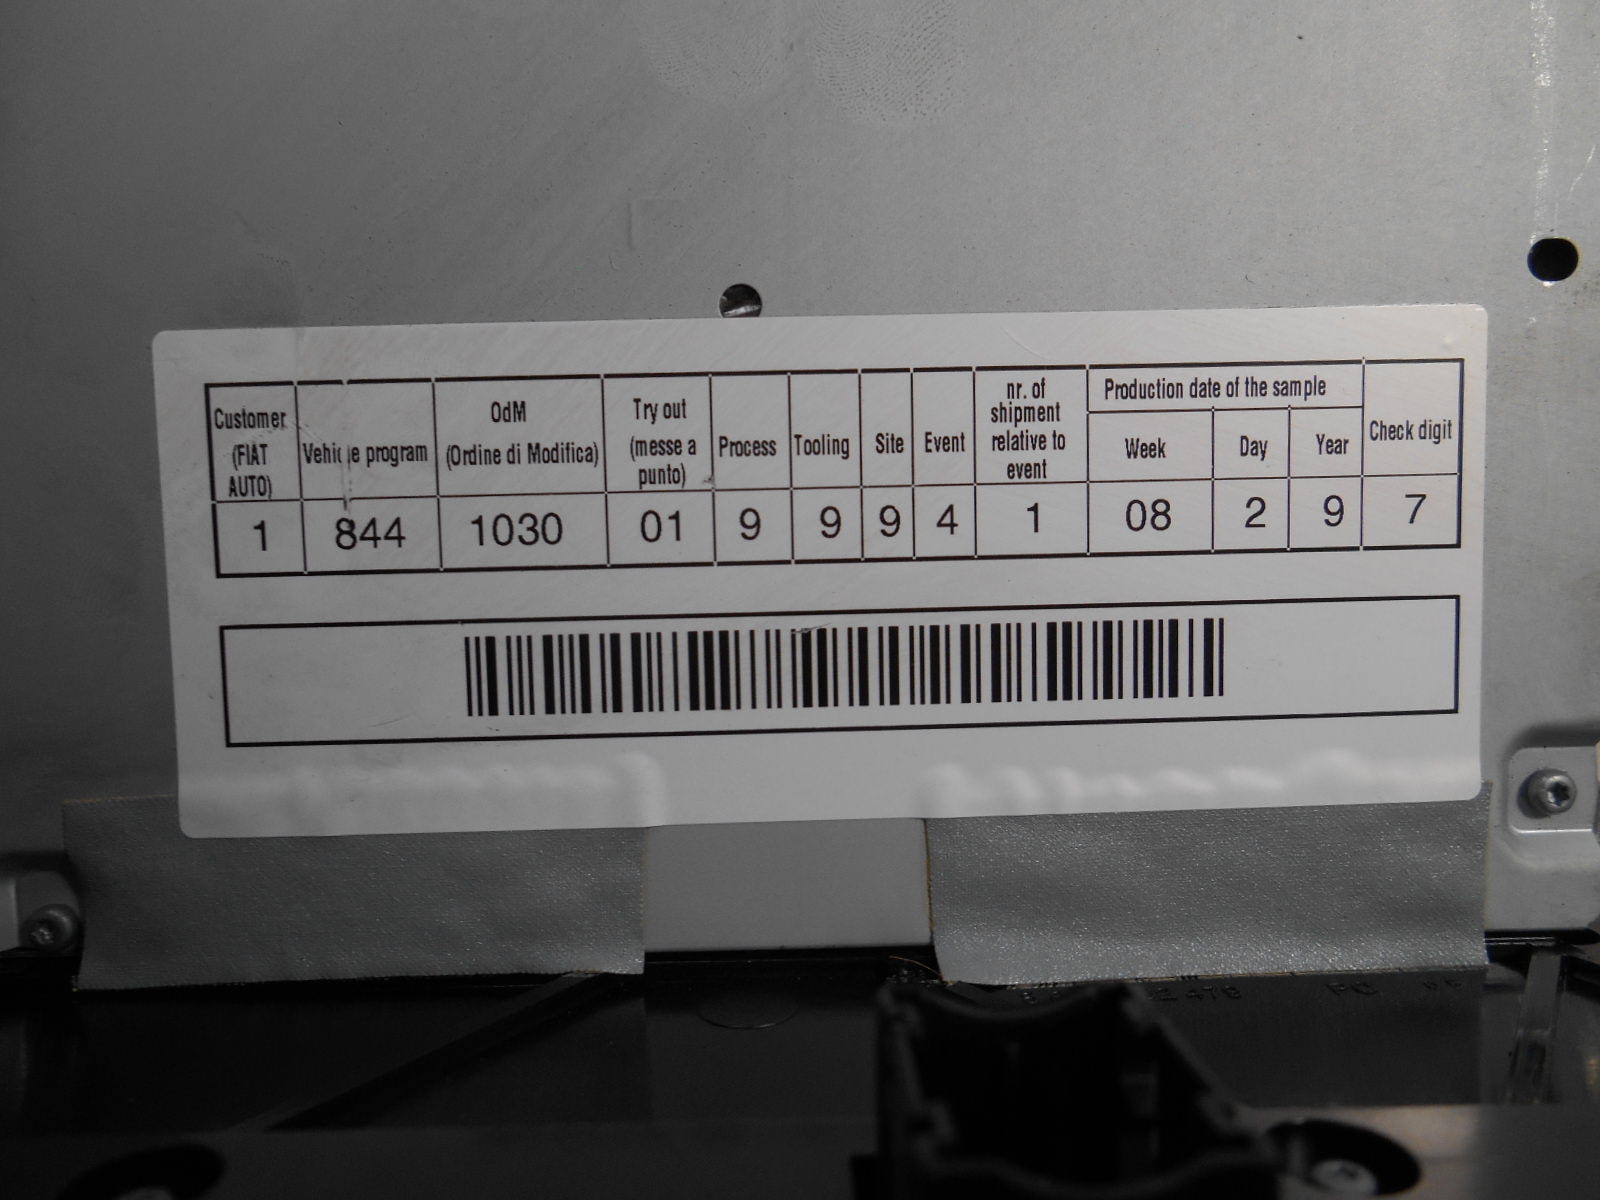 Customer
(FIAT
AUTO)
Vehicle program
OdM
(Ordine di Modifica)
Try out
(messe a
punto)
Process
Tooling
Site
Event
nr. of
shipment
relative to
event
Production date of the sample
Week
Day
Year
Check digit
1 844 1030 01 9 9 9 4 1 08 2 9 7